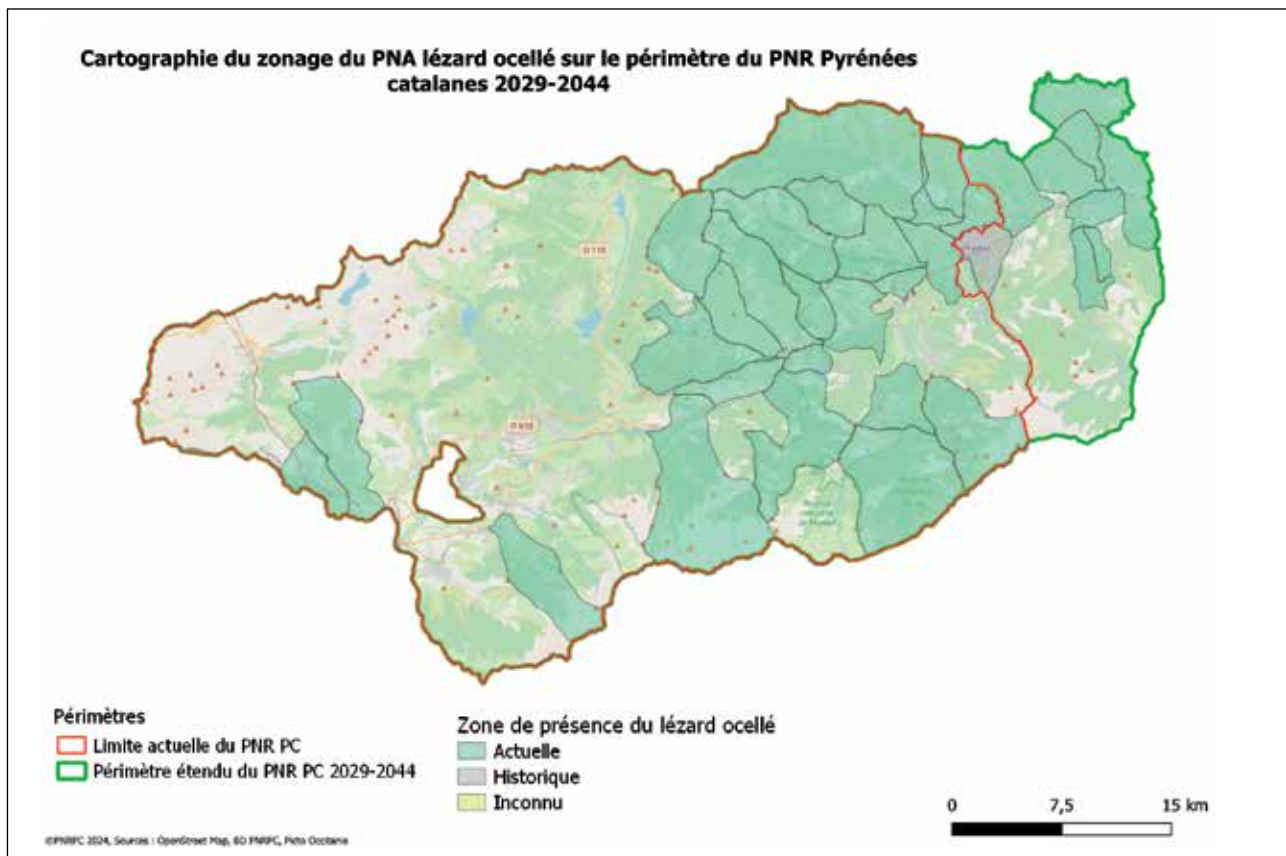 Cartographie du zonage du PNA lézard ocellé sur le périmètre du PNR Pyrénées
catalanes 2029-2044
D 118
Périmètres
Limite actuelle du PNR PC
Périmètre étendu du PNR PC 2029-2044
Zone de présence du lézard ocellé
Actuelle
Historique
Inconnu
0 7,5 15 km
©PNRPC 2024, Sources : OpenStreet Map, BD PNRPC, Picto Occitanie